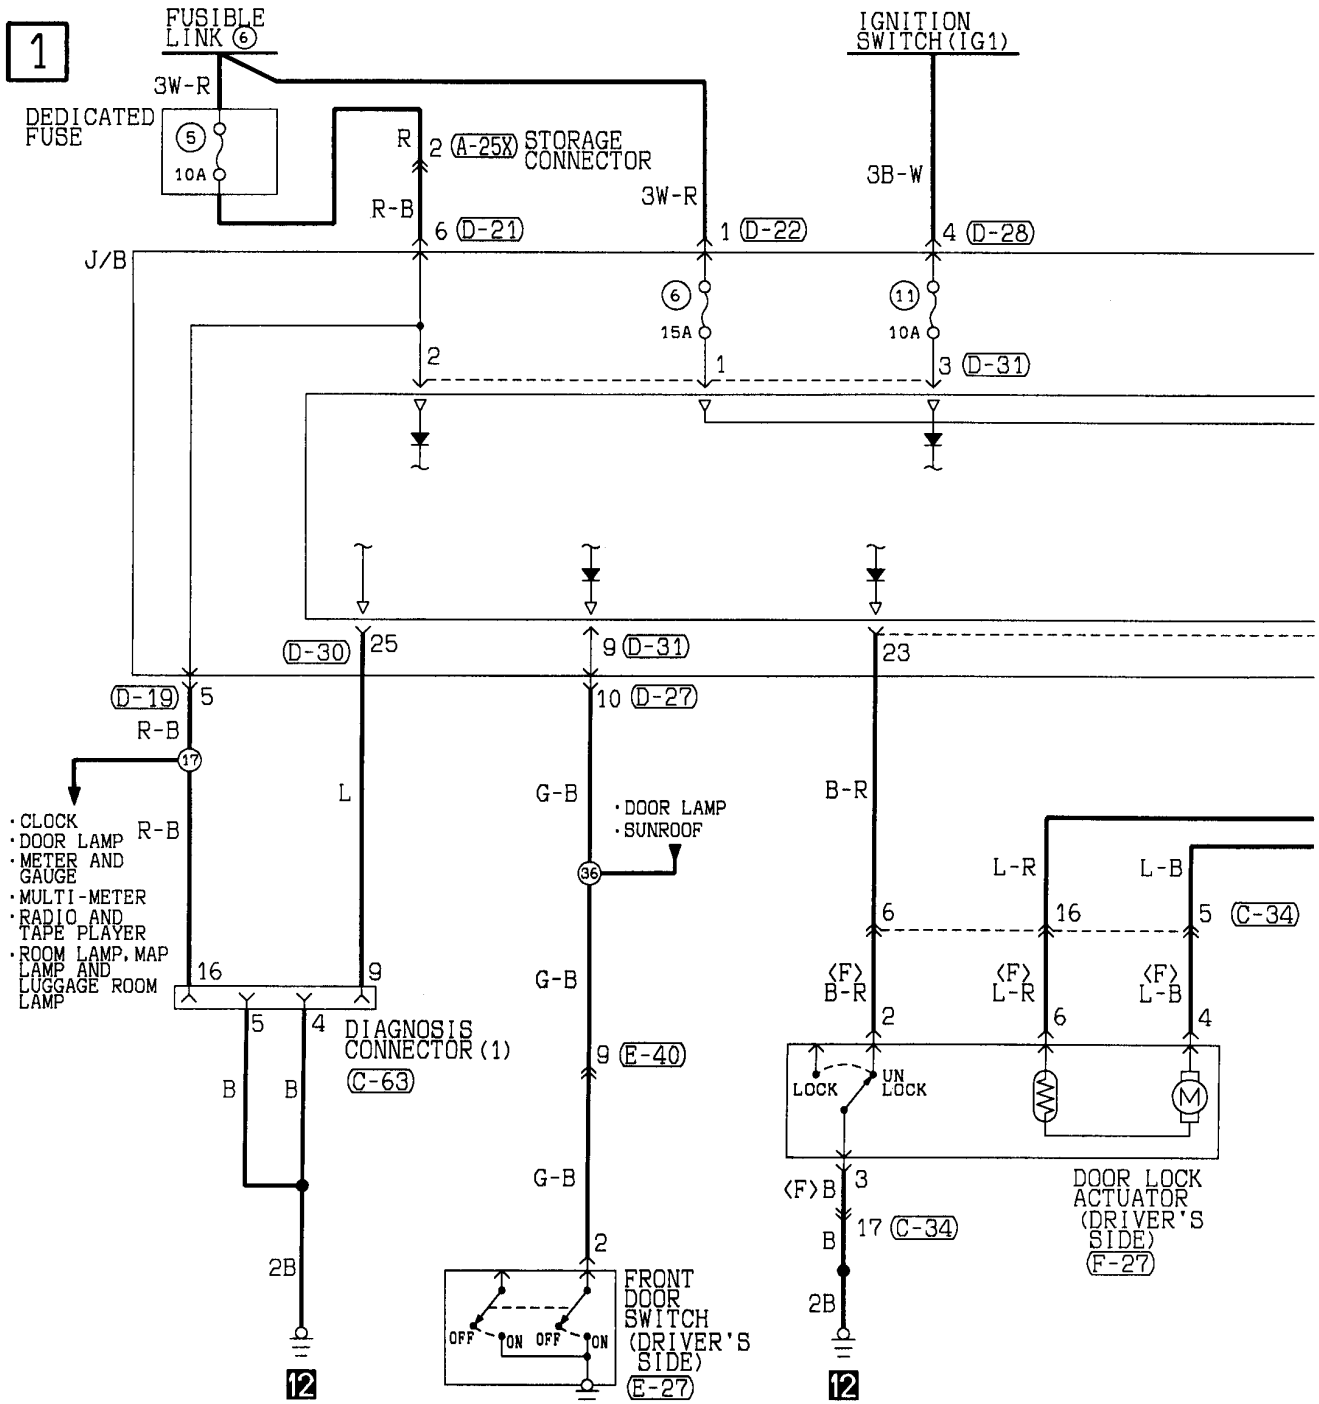 1
FUSIBLE
LINK 6
IGNITION
SWITCH(IG1)
3W-R
DEDICATED
FUSE
5
10A
R
2 A-25X
STORAGE
CONNECTOR
R-B
3W-R
3B-W
6 D-21
1 D-22
4 D-28
J/B
6
15A
11
10A
2
1
3 D-31
D-30 25
9 D-31
23
D-19 5
10 D-27
R-B
17
L
G-B
B-R
·CLOCK
·DOOR LAMP
·METER AND
GAUGE
·MULTI-METER
·RADIO AND
TAPE PLAYER
·ROOM LAMP, MAP
LAMP AND
LUGGAGE ROOM
LAMP
R-B
·DOOR LAMP
·SUNROOF
36
L-R
L-B
6
16
5 C-34
16
9
G-B
<F>
B-R
<F>
L-R
<F>
L-B
5
4
DIAGNOSIS
CONNECTOR(1)
C-63
9 E-40
2
6
4
LOCK
UN
LOCK
M
B
B
G-B
<F>B
3
17 C-34
B
DOOR LOCK
ACTUATOR
(DRIVER'S
SIDE)
F-27
2B
2
FRONT
DOOR
SWITCH
(DRIVER'S
SIDE)
E-27
OFF
ON
OFF
ON
2B
12
12